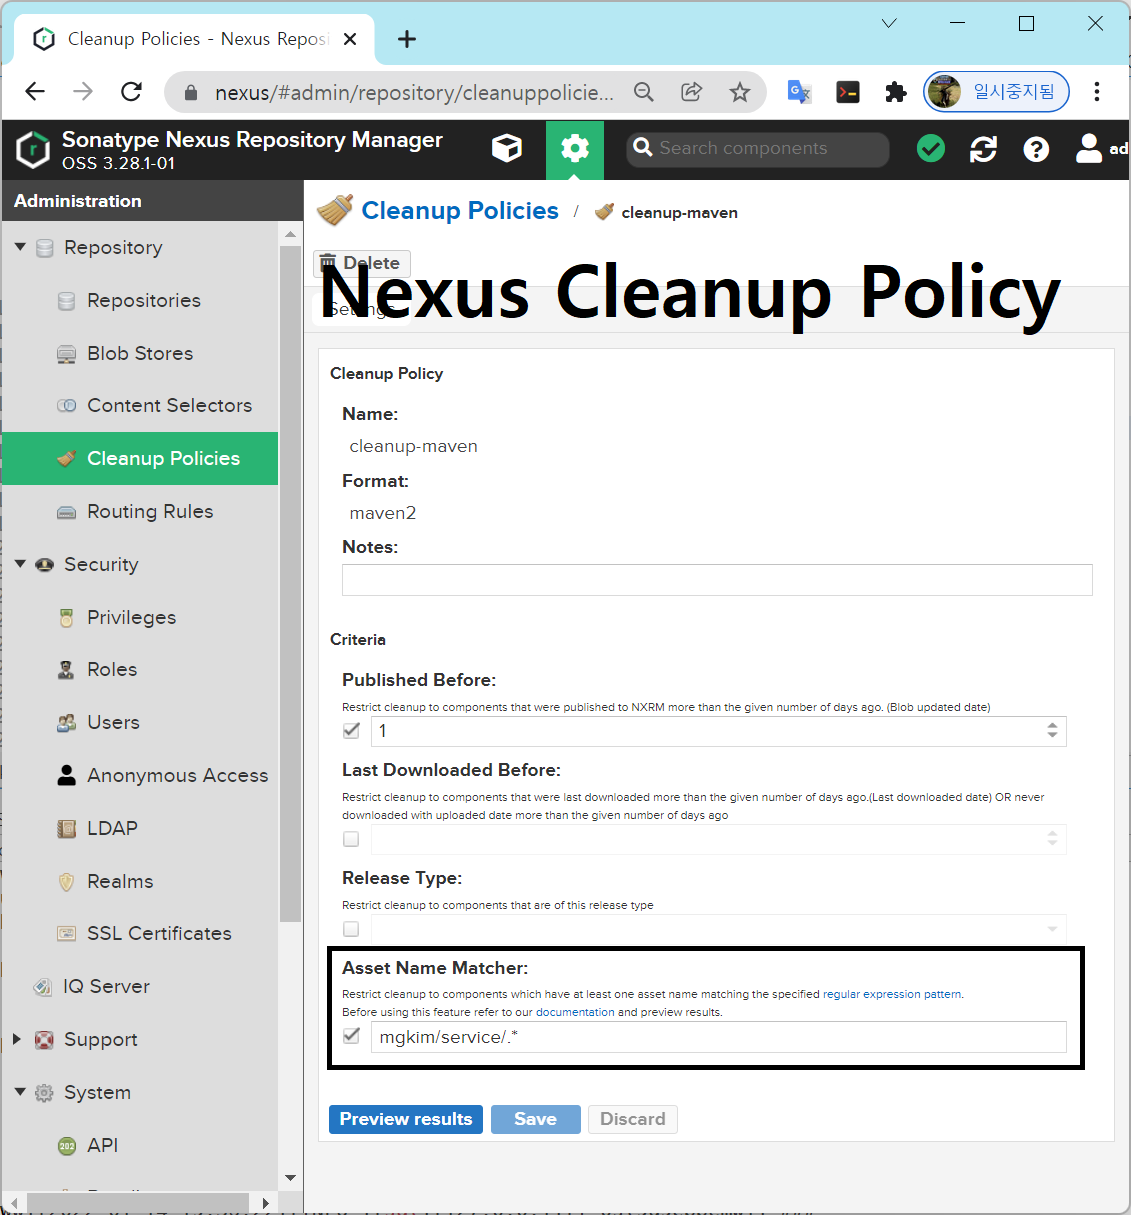 Cleanup Policies - Nexus Reposi
nexus/#admin/repository/cleanuppolicie...
일시중지됨
Sonatype Nexus Repository Manager
OSS 3.28.1-01
Search components
ad
Administration
Repository
Repositories
Blob Stores
Content Selectors
Cleanup Policies
Routing Rules
Security
Privileges
Roles
Users
Anonymous Access
LDAP
Realms
SSL Certificates
IQ Server
Support
System
API
Cleanup Policies / cleanup-maven
Delete
Nexus Cleanup Policy
Settings
Cleanup Policy
Name:
cleanup-maven
Format:
maven2
Notes:
Criteria
Published Before:
Restrict cleanup to components that were published to NXRM more than the given number of days ago. (Blob updated date)
1
Last Downloaded Before:
Restrict cleanup to components that were last downloaded more than the given number of days ago.(Last downloaded date) OR never
downloaded with uploaded date more than the given number of days ago
Release Type:
Restrict cleanup to components that are of this release type
Asset Name Matcher:
Restrict cleanup to components which have at least one asset name matching the specified regular expression pattern.
Before using this feature refer to our documentation and preview results.
mgkim/service/.*
Preview results Save Discard